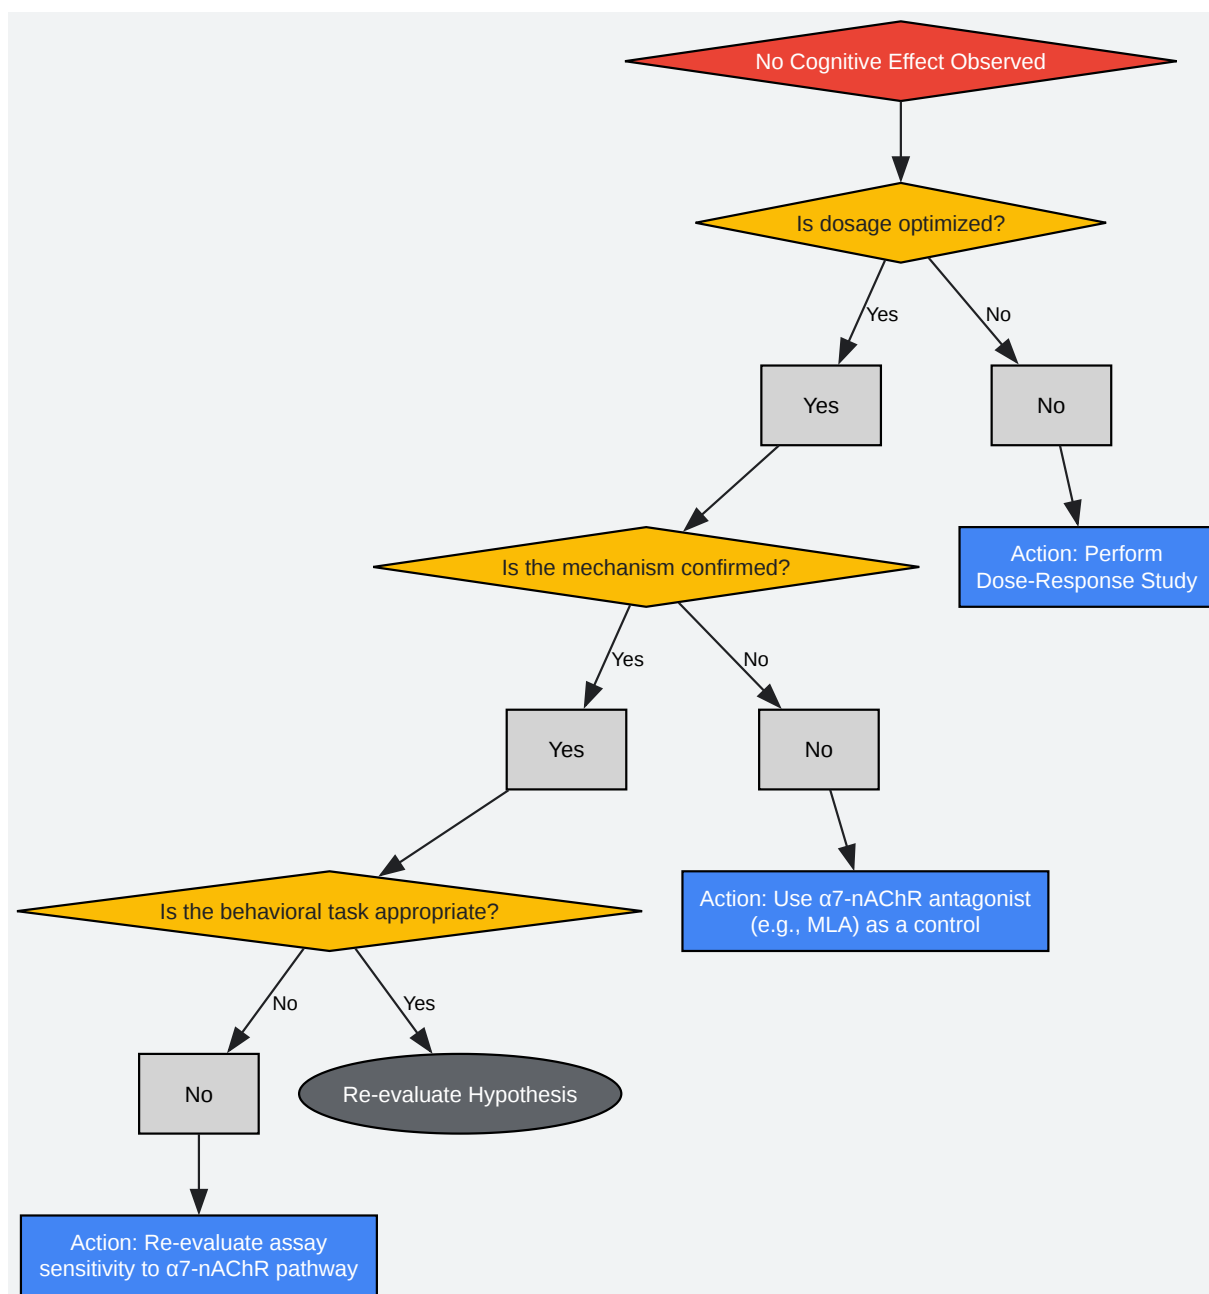 No Cognitive Effect Observed
Is dosage optimized?
Yes
No
Yes
No
Action: Perform
Dose-Response Study
Is the mechanism confirmed?
Yes
No
Yes
No
Action: Use α7-nAChR antagonist
(e.g., MLA) as a control
Is the behavioral task appropriate?
No
Yes
No
Re-evaluate Hypothesis
Action: Re-evaluate assay
sensitivity to α7-nAChR pathway